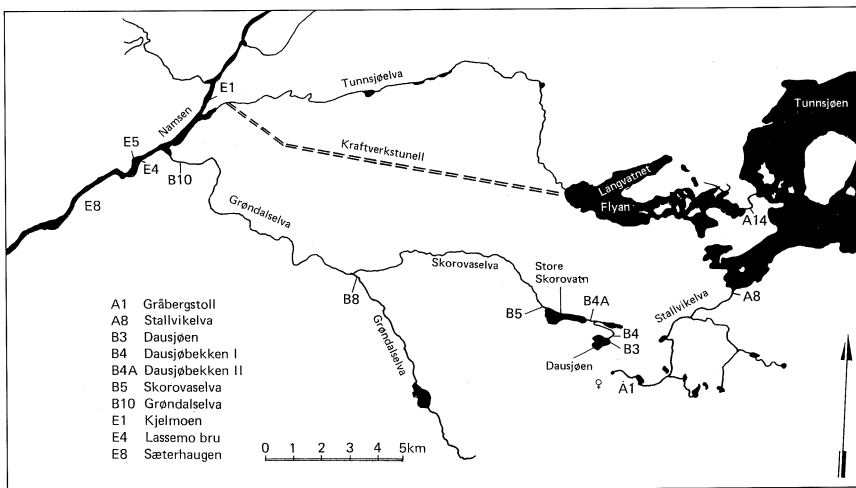 Tunnsjøelva
E1
Namsen
Tunnsjøen
Kraftverkstunell
E5
E4
B10
Langvatnet
Flyan
E8
Grøndalselva
A14
Skorovaselva
Store
Skorovatn
B8
B4A
A8
B5
Stallvikelva
B4
B3
Grøndalselva
Dausjøen
A1
A1 Gråbergstoll
A8 Stallvikelva
B3 Dausjøen
B4 Dausjøbekken I
B4A Dausjøbekken II
B5 Skorovaselva
B10 Grøndalselva
E1 Kjelmoen
E4 Lassemo bru
E8 Sæterhaugen
0 1 2 3 4 5km